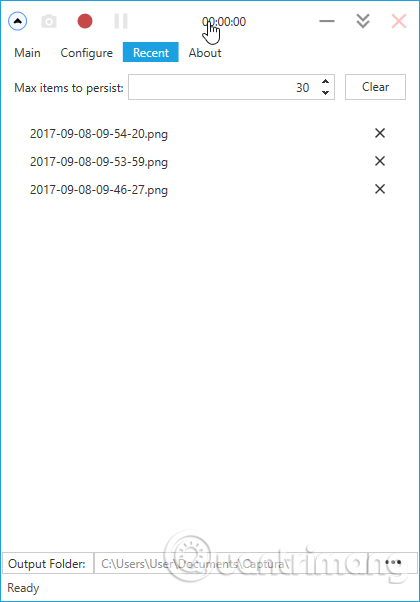 00:00:00
Main Configure Recent About
Max items to persist: 30 Clear
2017-09-08-09-54-20.png
2017-09-08-09-53-59.png
2017-09-08-09-46-27.png
Output Folder: C:\Users\User\Documents\Captura\ •••
Quantrimang
Ready